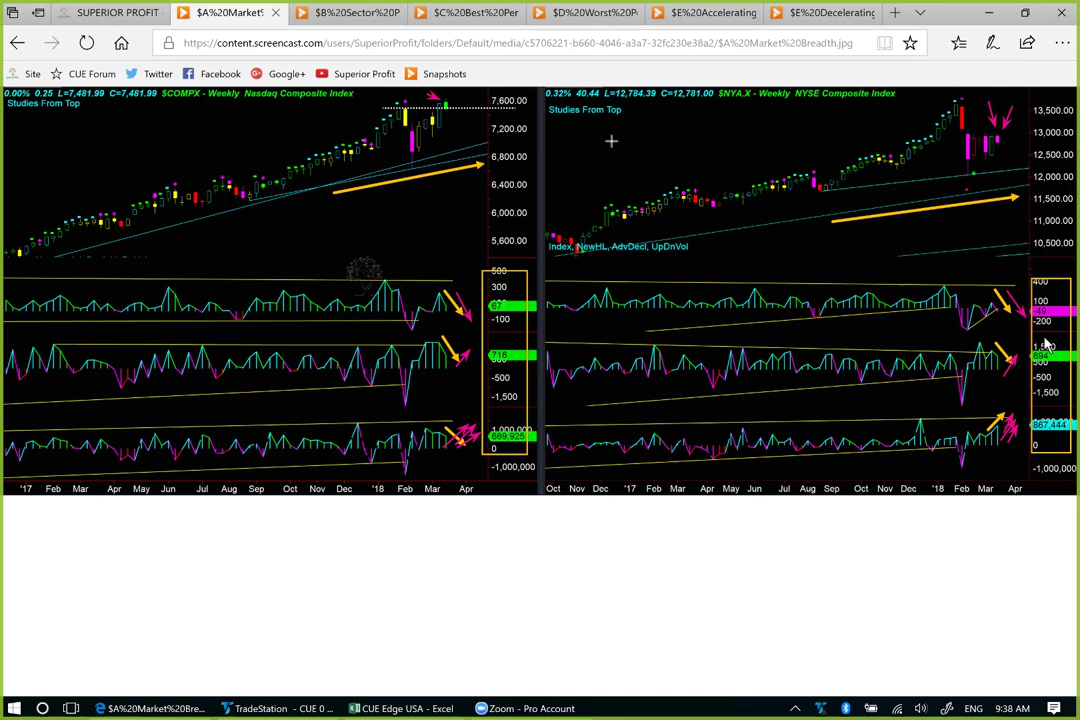 SUPERIOR PROFIT
$A%20Market%
$B%20Sector%20P
$C%20Best%20Per
$D%20Worst%20P
$E%20Accelerating
$E%20Decelerating
https://content.screencast.com/users/SuperiorProfit/folders/Default/media/c5706221-b660-4046-a3a7-32fc230e38a2/$A%20Market%20Breadth.jpg
Site CUE Forum Twitter Facebook Google+ Superior Profit Snapshots
0.00% 0.25 L=7,481.99 C=7,481.99 $COMPX - Weekly Nasdaq Composite Index
Studies From Top
7,600.00
7,200.00
6,800.00
6,400.00
6,000.00
5,600.00
500
300
67
-100
718
-500
-1,500
1,000,000
669,925
0
-1,000,000
'17 Feb Mar Apr May Jun Jul Aug Sep Oct Nov Dec '18 Feb Mar Apr
0.32% 40.44 L=12,784.39 C=12,781.00 $NYA.X - Weekly NYSE Composite Index
Studies From Top
13,500.00
13,000.00
12,500.00
12,000.00
11,500.00
11,000.00
10,500.00
Index, NewHL, AdvDecl, UpDnVol
400
100
-49
-200
894
-500
-1,500
867,444
0
-1,000,000
Oct Nov Dec '17 Feb Mar Apr May Jun Jul Aug Sep Oct Nov Dec '18 Feb Mar Apr
$A%20Market%20Bre...
TradeStation - CUE 0 ...
CUE Edge USA - Excel
Zoom - Pro Account
ENG
9:38 AM